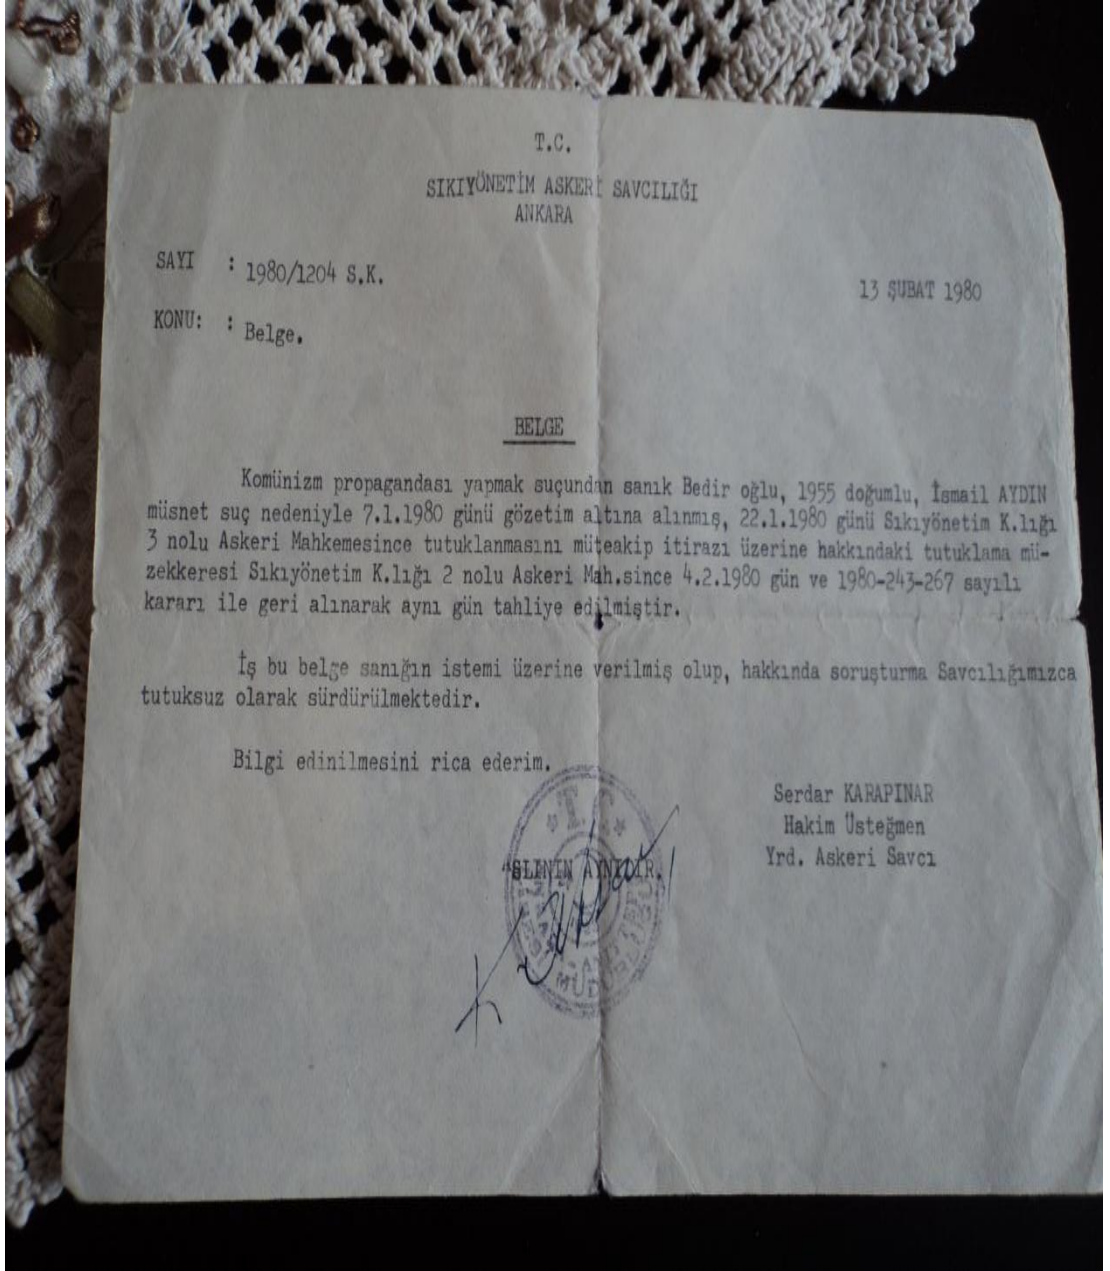 T.C.
SIKIYÖNETİM ASKERİ SAVCILIĞI
ANKARA
SAYI : 1980/1204 S.K.
13 ŞUBAT 1980
KONU: : Belge.
BELGE
Komünizm propagandası yapmak suçundan sanık Bedir oğlu, 1955 doğumlu, İsmail AYDIN
müsnet suç nedeniyle 7.1.1980 günü gözetim altına alınmış, 22.1.1980 günü Sıkıyönetim K.lığı
3 nolu Askeri Mahkemesince tutuklanmasını müteakip itirazı üzerine hakkındaki tutuklama mü-
zekkeresi Sıkıyönetim K.lığı 2 nolu Askeri Mah.since 4.2.1980 gün ve 1980-243-267 sayılı
kararı ile geri alınarak aynı gün tahliye edilmiştir.
İş bu belge sanığın istemi üzerine verilmiş olup, hakkında soruşturma Savcılığımızca
tutuksuz olarak sürdürülmektedir.
Bilgi edinilmesini rica ederim.
Serdar KARAPINAR
Hakim Üsteğmen
Yrd. Askeri Savcı
ASLININ AYNIDIR.
T.C.